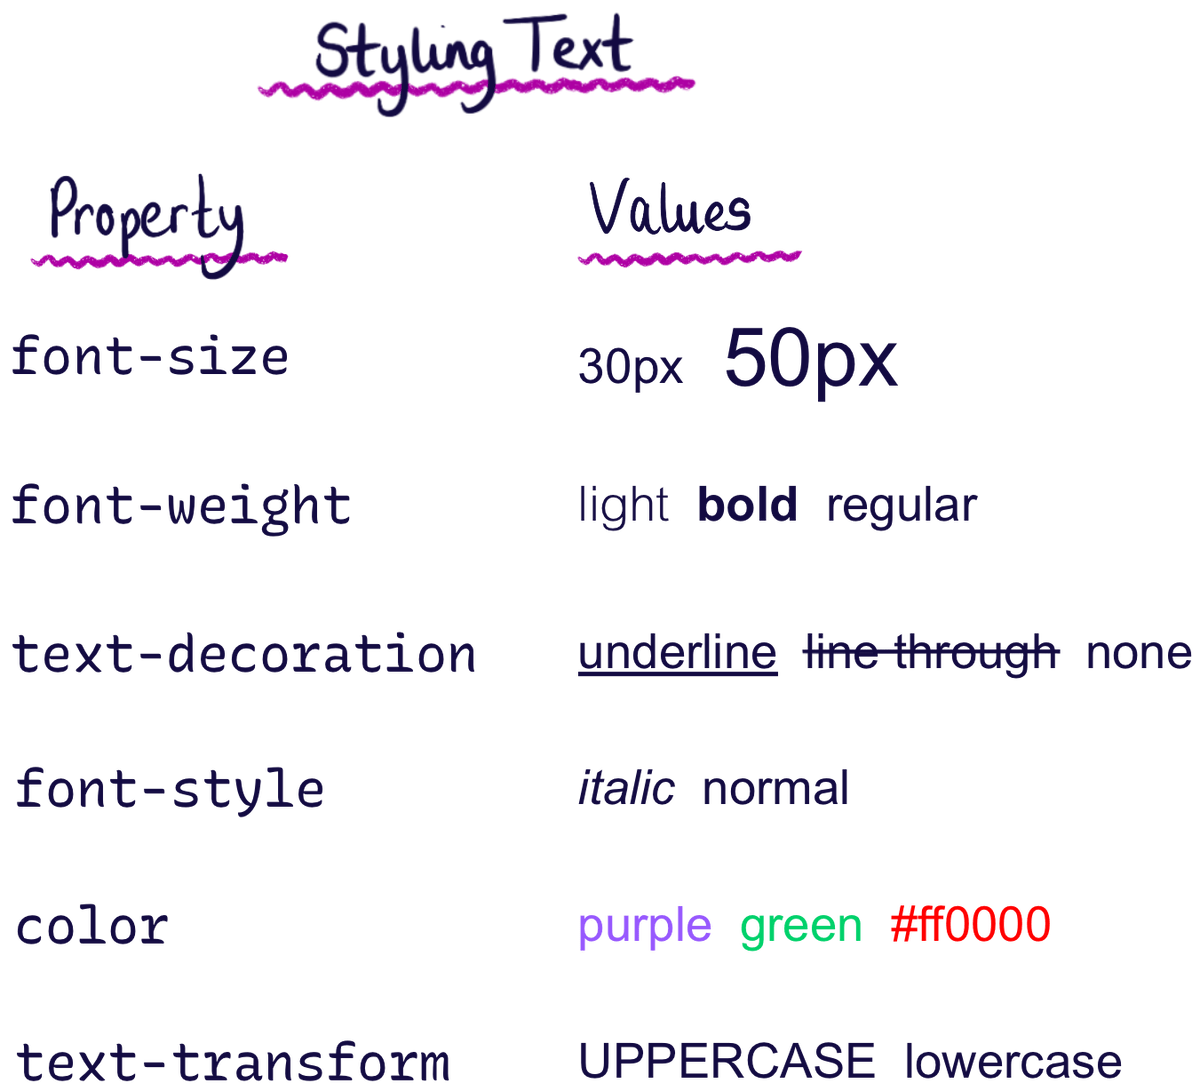 Styling Text
Property Values
font-size 30px 50px
font-weight light bold regular
text-decoration underline line through none
font-style italic normal
color purple green #ff0000
text-transform UPPERCASE lowercase